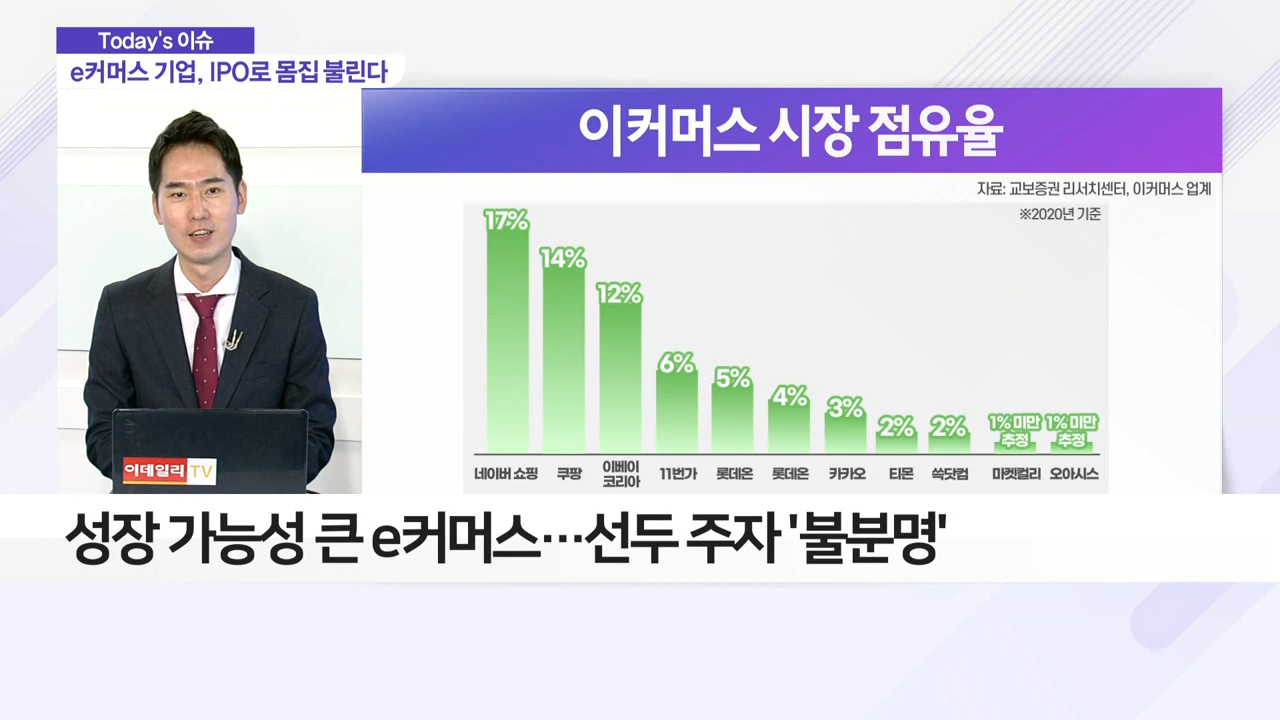 Today's 이슈
e커머스 기업, IPO로 몸집 불린다
이커머스 시장 점유율
자료: 교보증권 리서치센터, 이커머스 업계
※2020년 기준
17%
14%
12%
6%
5%
4%
3%
2%
2%
1% 미만
추정
1% 미만
추정
네이버 쇼핑
쿠팡
이베이
코리아
11번가
롯데온
롯데온
카카오
티몬
쓱닷컴
마켓컬리
오아시스
이데일리 TV
성장 가능성 큰 e커머스…선두 주자 '불분명'